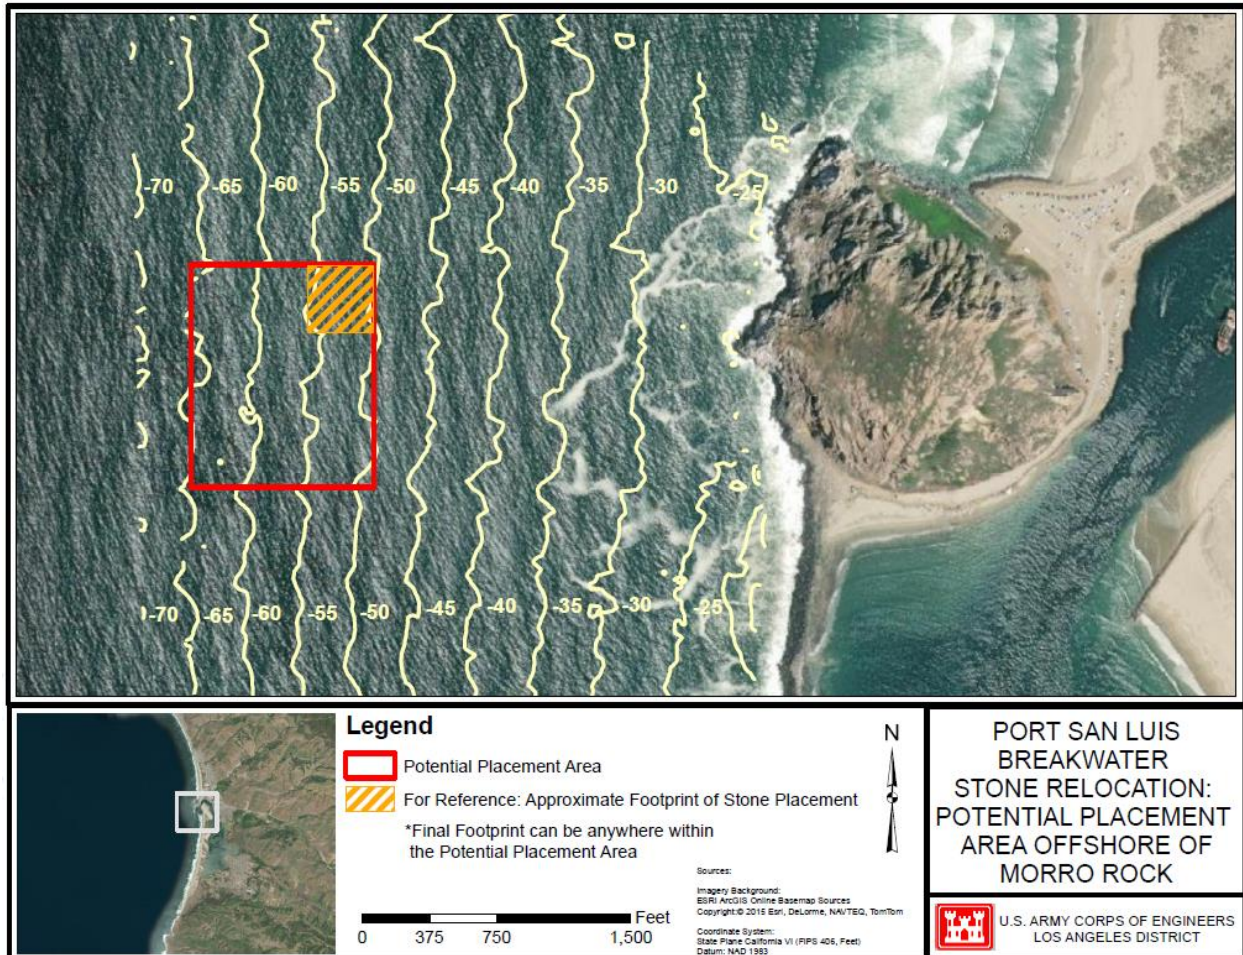 -70 -65 -60 -55 -50 -45 -40 -35 -30 -25
-70 -65 -60 -55 -50 -45 -40 -35 -30 -25
Legend
Potential Placement Area
For Reference: Approximate Footprint of Stone Placement
*Final Footprint can be anywhere within
the Potential Placement Area
Feet
0 375 750 1,500
N
Sources:
Imagery Background:
ESRI ArcGIS Online Basemap Sources
Copyright:© 2015 Esri, DeLorme, NAVTEQ, TomTom
Coordinate System:
State Plane California VI (FIPS 406, Feet)
Datum: NAD 1983
PORT SAN LUIS
BREAKWATER
STONE RELOCATION:
POTENTIAL PLACEMENT
AREA OFFSHORE OF
MORRO ROCK
U.S. ARMY CORPS OF ENGINEERS
LOS ANGELES DISTRICT